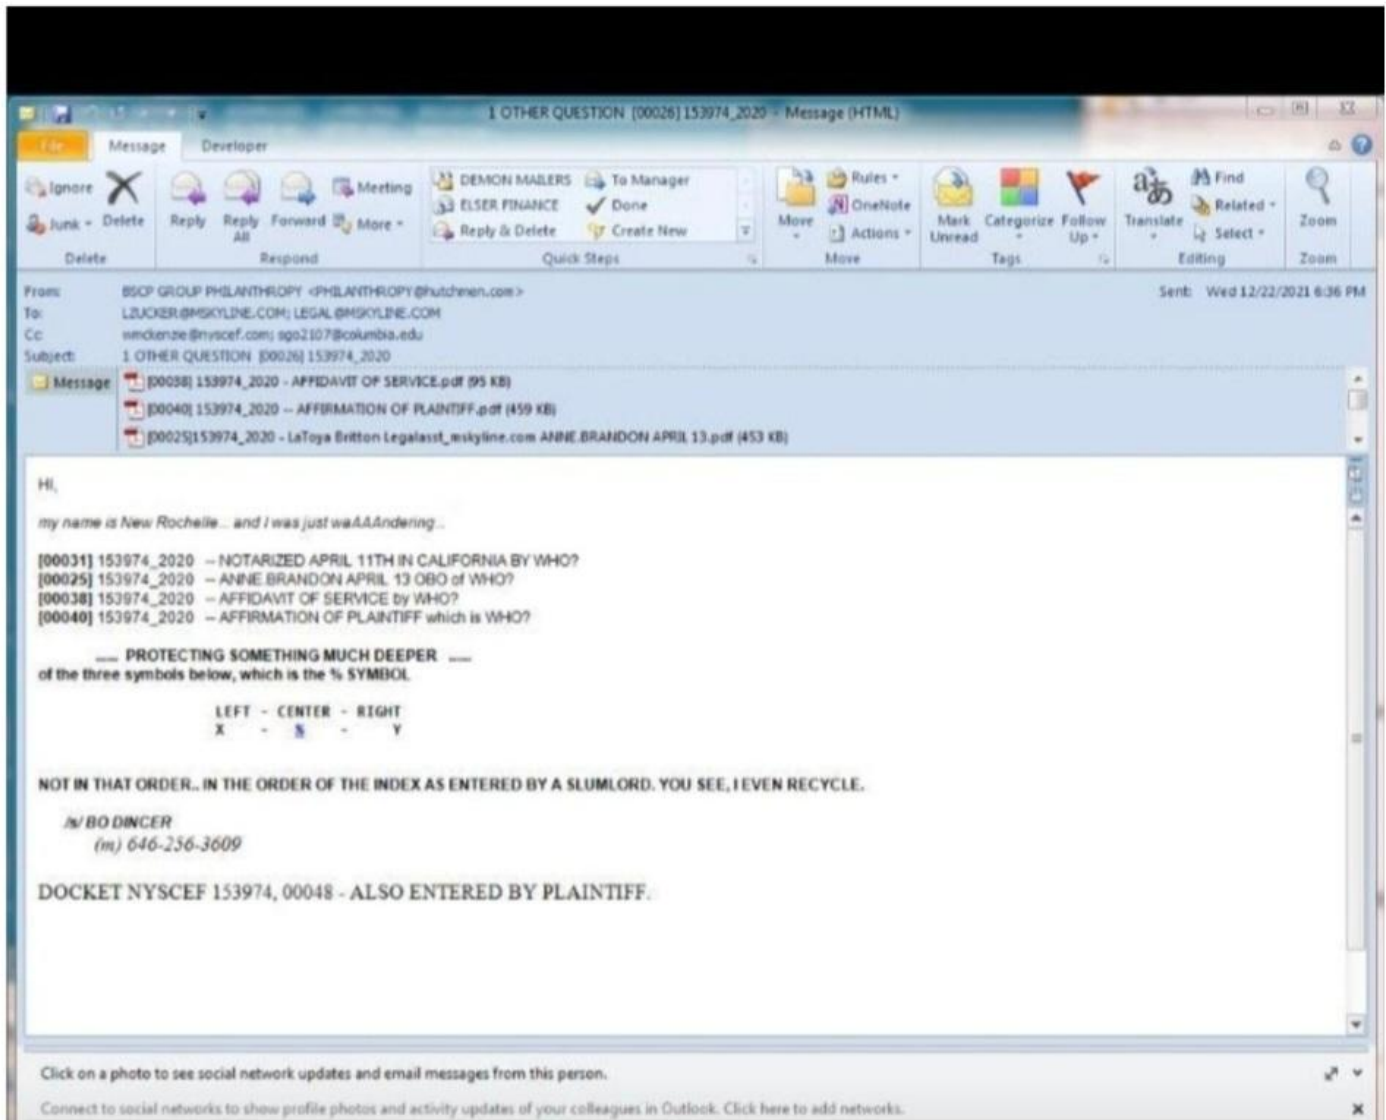 1 OTHER QUESTION [00026] 153974_2020 - Message (HTML)
File Message Developer
Ignore Meeting DEMON MAILERS To Manager Rules Find
ELSER FINANCE Done OneNote Related
Junk Delete Reply Reply All Forward More Reply & Delete Create New Move Actions Mark Unread Categorize Follow Up Translate Select Zoom
Delete Respond Quick Steps Move Tags Editing Zoom
From: BSCP GROUP PHILANTHROPY <PHILANTHROPY@hutchmen.com> Sent: Wed 12/22/2021 6:36 PM
To: LZUCKER@MSKYLINE.COM; LEGAL@MSKYLINE.COM
Cc: wmckenzie@nyscef.com; sgo2107@columbia.edu
Subject: 1 OTHER QUESTION [00026] 153974_2020
Message [00038] 153974_2020 - AFFIDAVIT OF SERVICE.pdf (95 KB)
[00040] 153974_2020 -- AFFIRMATION OF PLAINTIFF.pdf (459 KB)
[00025]153974_2020 - LaToya Britton Legalasst_mskyline.com ANNE.BRANDON APRIL 13.pdf (453 KB)
HI,
my name is New Rochelle... and I was just waAAAndering...
[00031] 153974_2020 -- NOTARIZED APRIL 11TH IN CALIFORNIA BY WHO?
[00025] 153974_2020 -- ANNE BRANDON APRIL 13 OBO of WHO?
[00038] 153974_2020 -- AFFIDAVIT OF SERVICE by WHO?
[00040] 153974_2020 -- AFFIRMATION OF PLAINTIFF which is WHO?
___ PROTECTING SOMETHING MUCH DEEPER ___
of the three symbols below, which is the % SYMBOL
LEFT - CENTER - RIGHT
X - % - Y
NOT IN THAT ORDER.. IN THE ORDER OF THE INDEX AS ENTERED BY A SLUMLORD. YOU SEE, I EVEN RECYCLE.
/s/ BO DINCER
(m) 646-256-3609
DOCKET NYSCEF 153974, 00048 - ALSO ENTERED BY PLAINTIFF.
Click on a photo to see social network updates and email messages from this person.
Connect to social networks to show profile photos and activity updates of your colleagues in Outlook. Click here to add networks.